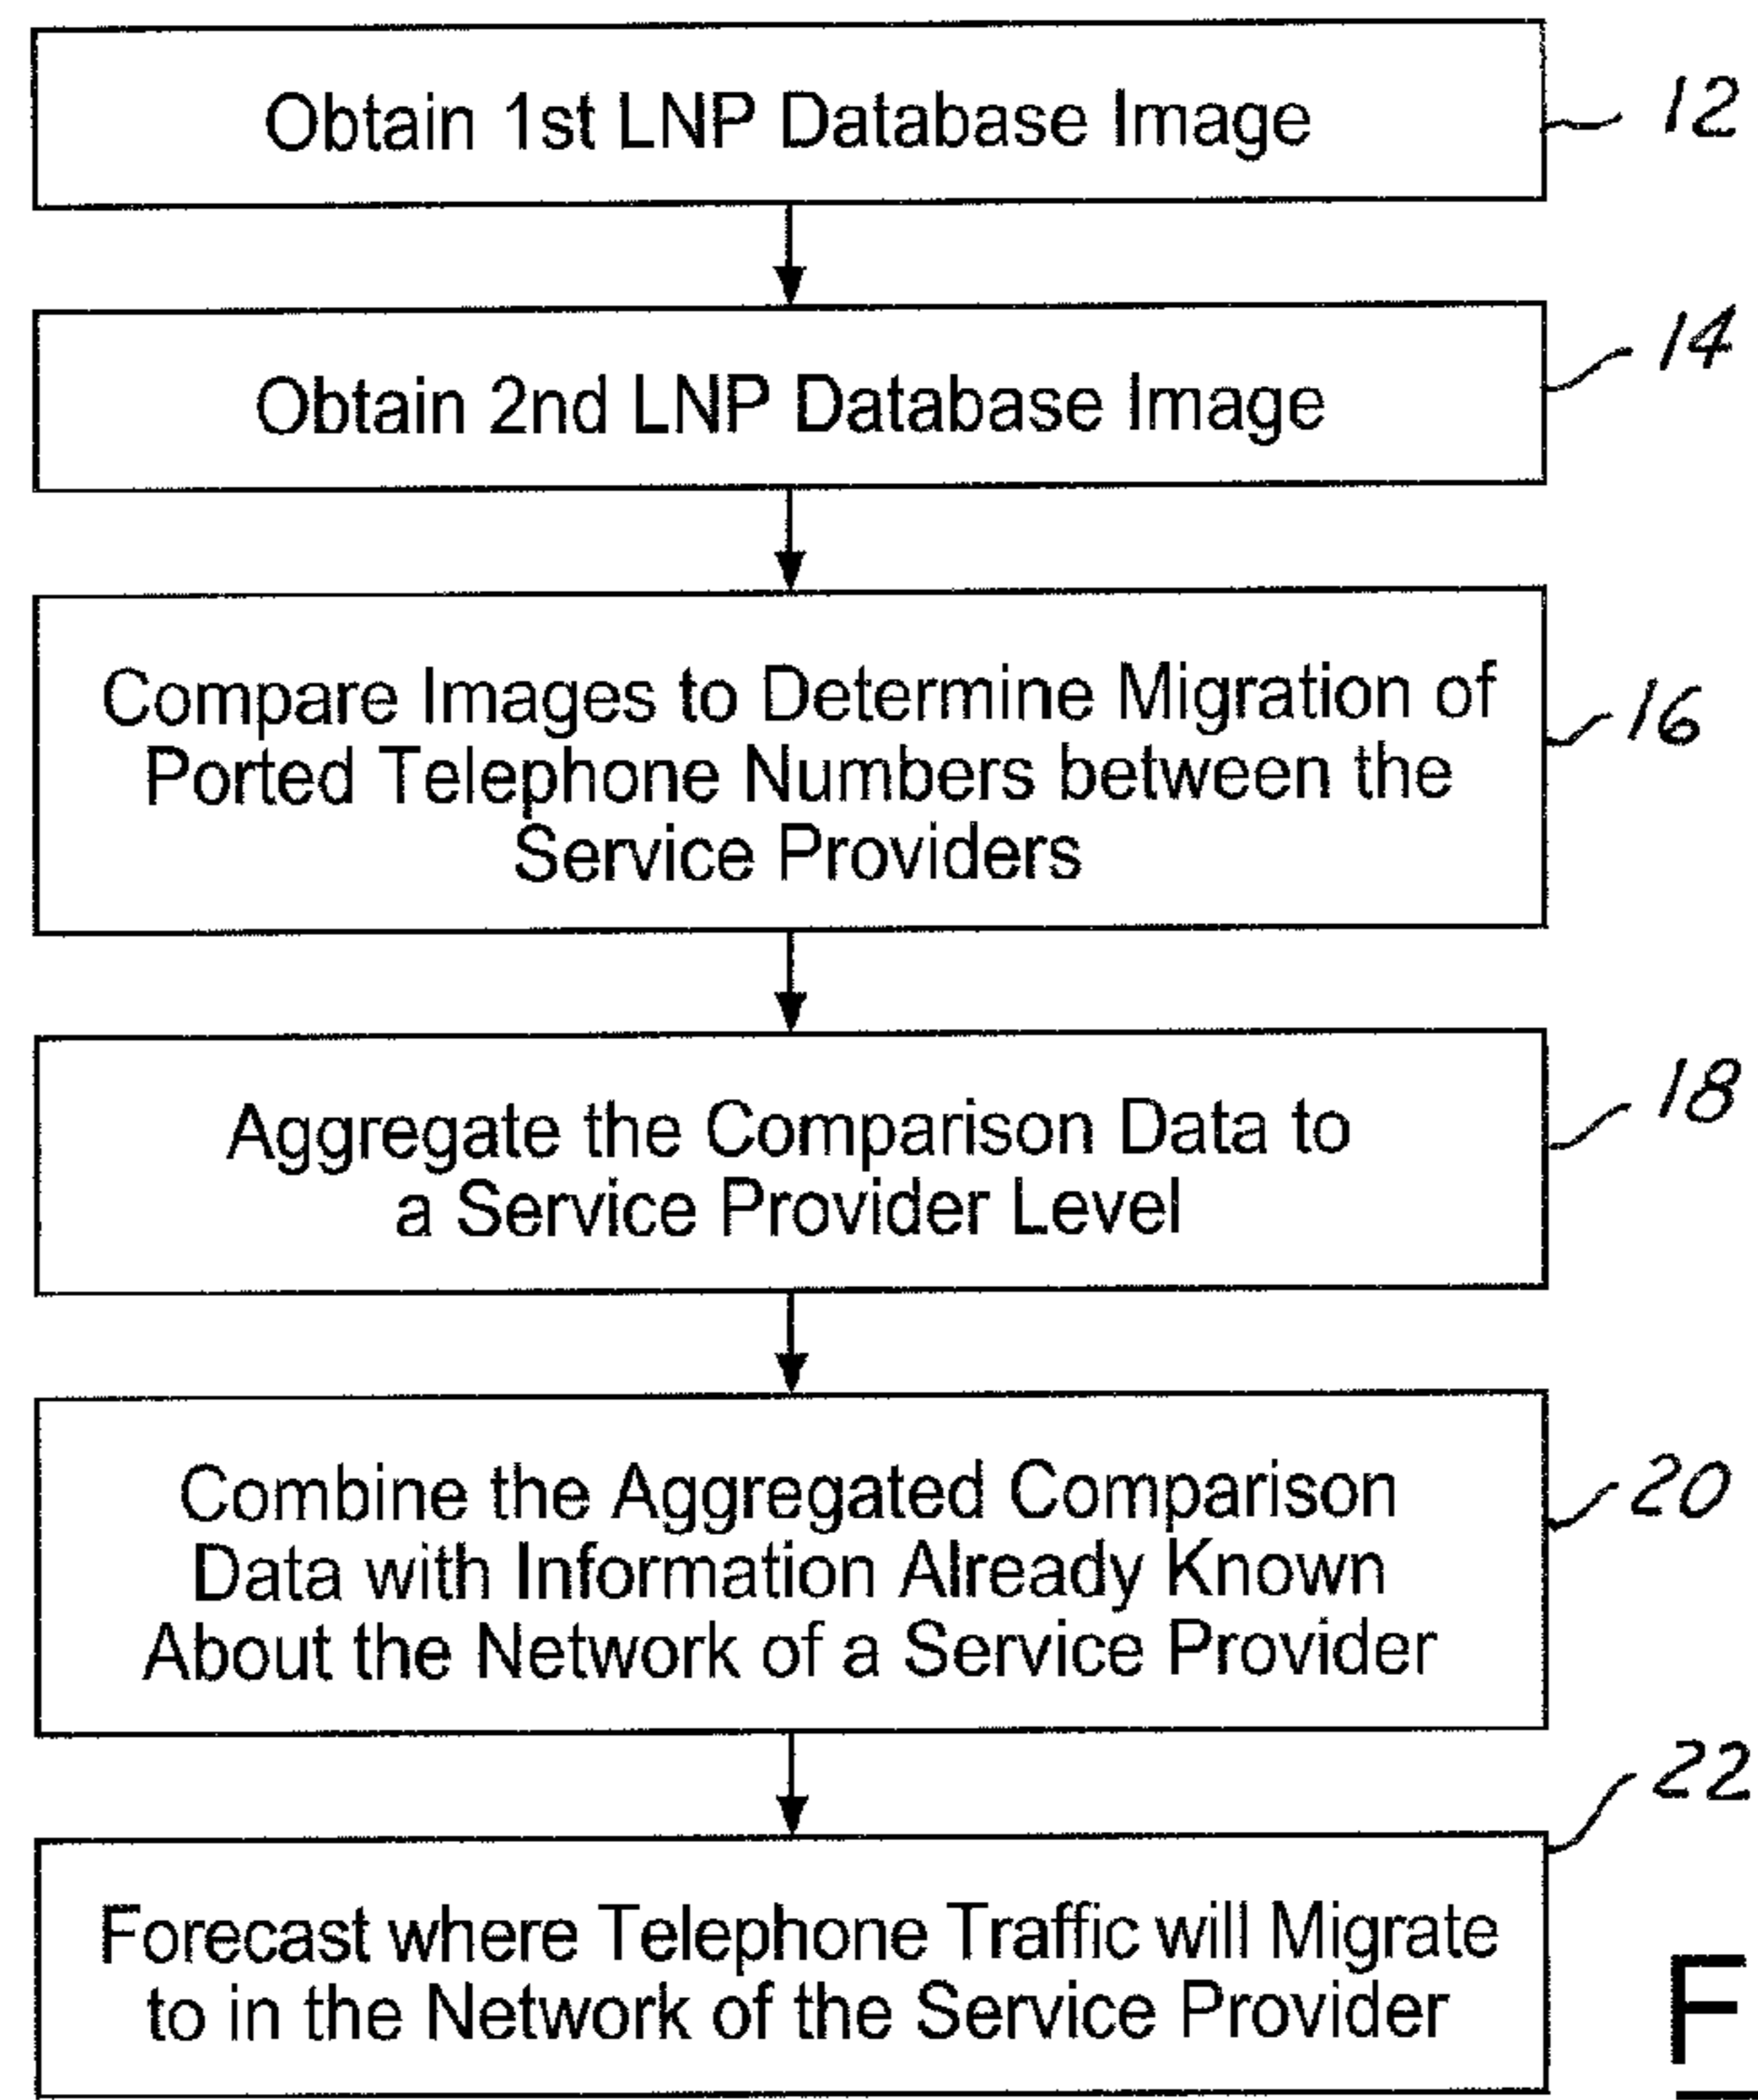 Obtain 1st LNP Database Image
12
Obtain 2nd LNP Database Image
14
Compare Images to Determine Migration of
Ported Telephone Numbers between the
Service Providers
16
Aggregate the Comparison Data to
a Service Provider Level
18
Combine the Aggregated Comparison
Data with Information Already Known
About the Network of a Service Provider
20
Forecast where Telephone Traffic will Migrate
to in the Network of the Service Provider
22
F